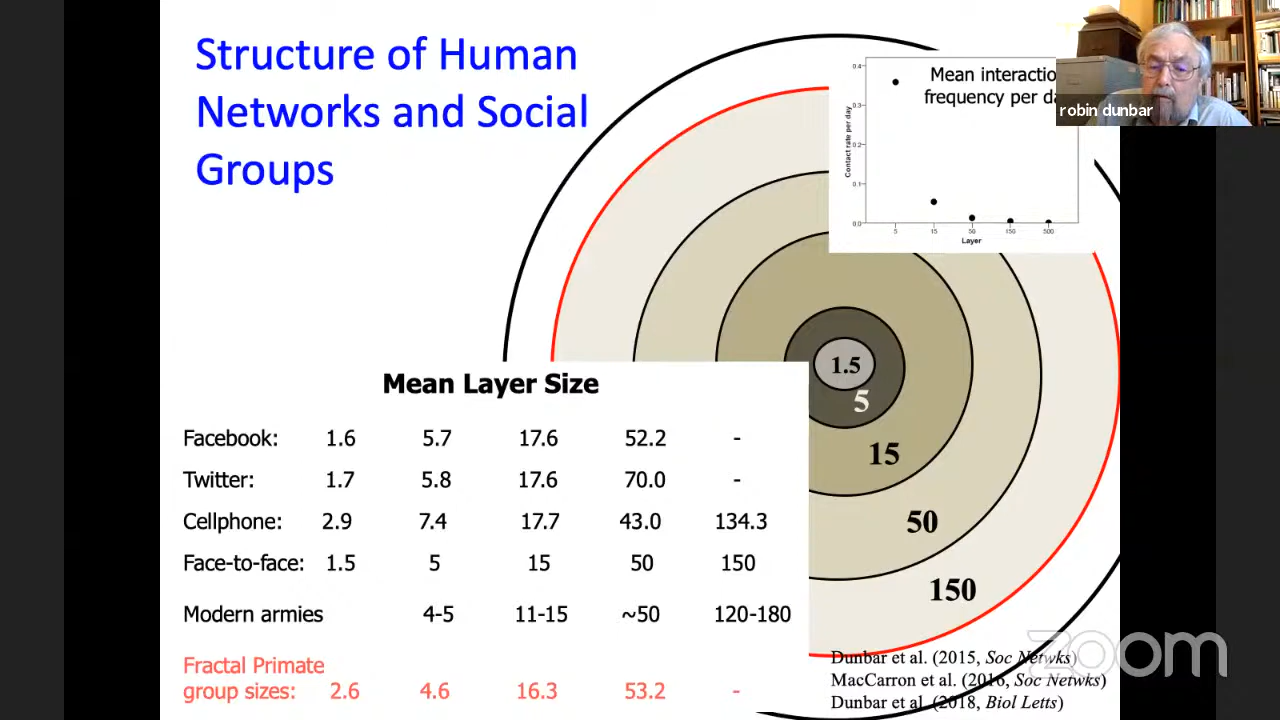 Structure of Human
Networks and Social
Groups
Mean interactio
frequency per da
robin dunbar
Contact rate per day
0.4
0.3
0.2
0.1
0.0
5 15 50 150 500
Layer
1.5
5
15
50
150
Mean Layer Size
Facebook: 1.6 5.7 17.6 52.2 -
Twitter: 1.7 5.8 17.6 70.0 -
Cellphone: 2.9 7.4 17.7 43.0 134.3
Face-to-face: 1.5 5 15 50 150
Modern armies 4-5 11-15 ~50 120-180
Fractal Primate
group sizes: 2.6 4.6 16.3 53.2 -
Dunbar et al. (2015, Soc Netwks)
MacCarron et al. (2016, Soc Netwks)
Dunbar et al. (2018, Biol Letts)
zoom